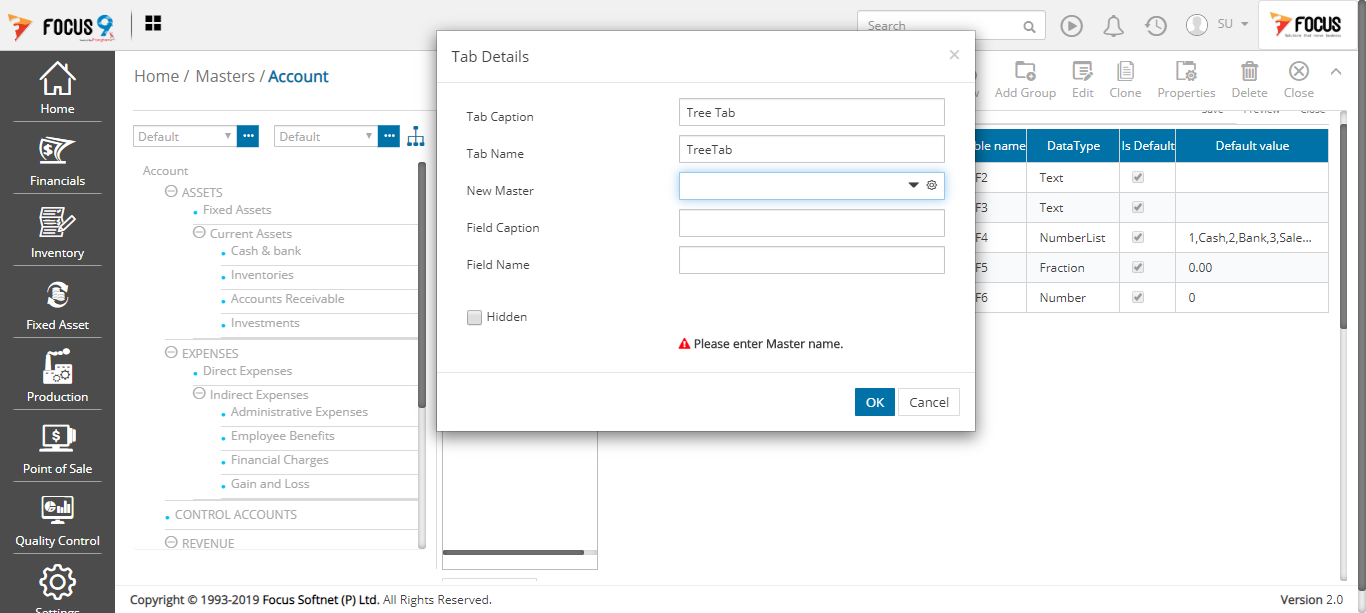 FOCUS 9
Search
SU
FOCUS
Home
Financials
Inventory
Fixed Asset
Production
Point of Sale
Quality Control
Settings
Home / Masters / Account
Add Group
Edit
Clone
Properties
Delete
Close
Save
Preview
Close
Default
Default
Account
ASSETS
Fixed Assets
Current Assets
Cash & bank
Inventories
Accounts Receivable
Investments
EXPENSES
Direct Expenses
Indirect Expenses
Administrative Expenses
Employee Benefits
Financial Charges
Gain and Loss
CONTROL ACCOUNTS
REVENUE
Tab Details
Tab Caption Tree Tab
Tab Name TreeTab
New Master
Field Caption
Field Name
Hidden
Please enter Master name.
OK Cancel
ble name DataType Is Default Default value
F2 Text
F3 Text
F4 NumberList 1,Cash,2,Bank,3,Sale...
F5 Fraction 0.00
F6 Number 0
Copyright © 1993-2019 Focus Softnet (P) Ltd. All Rights Reserved.
Version 2.0